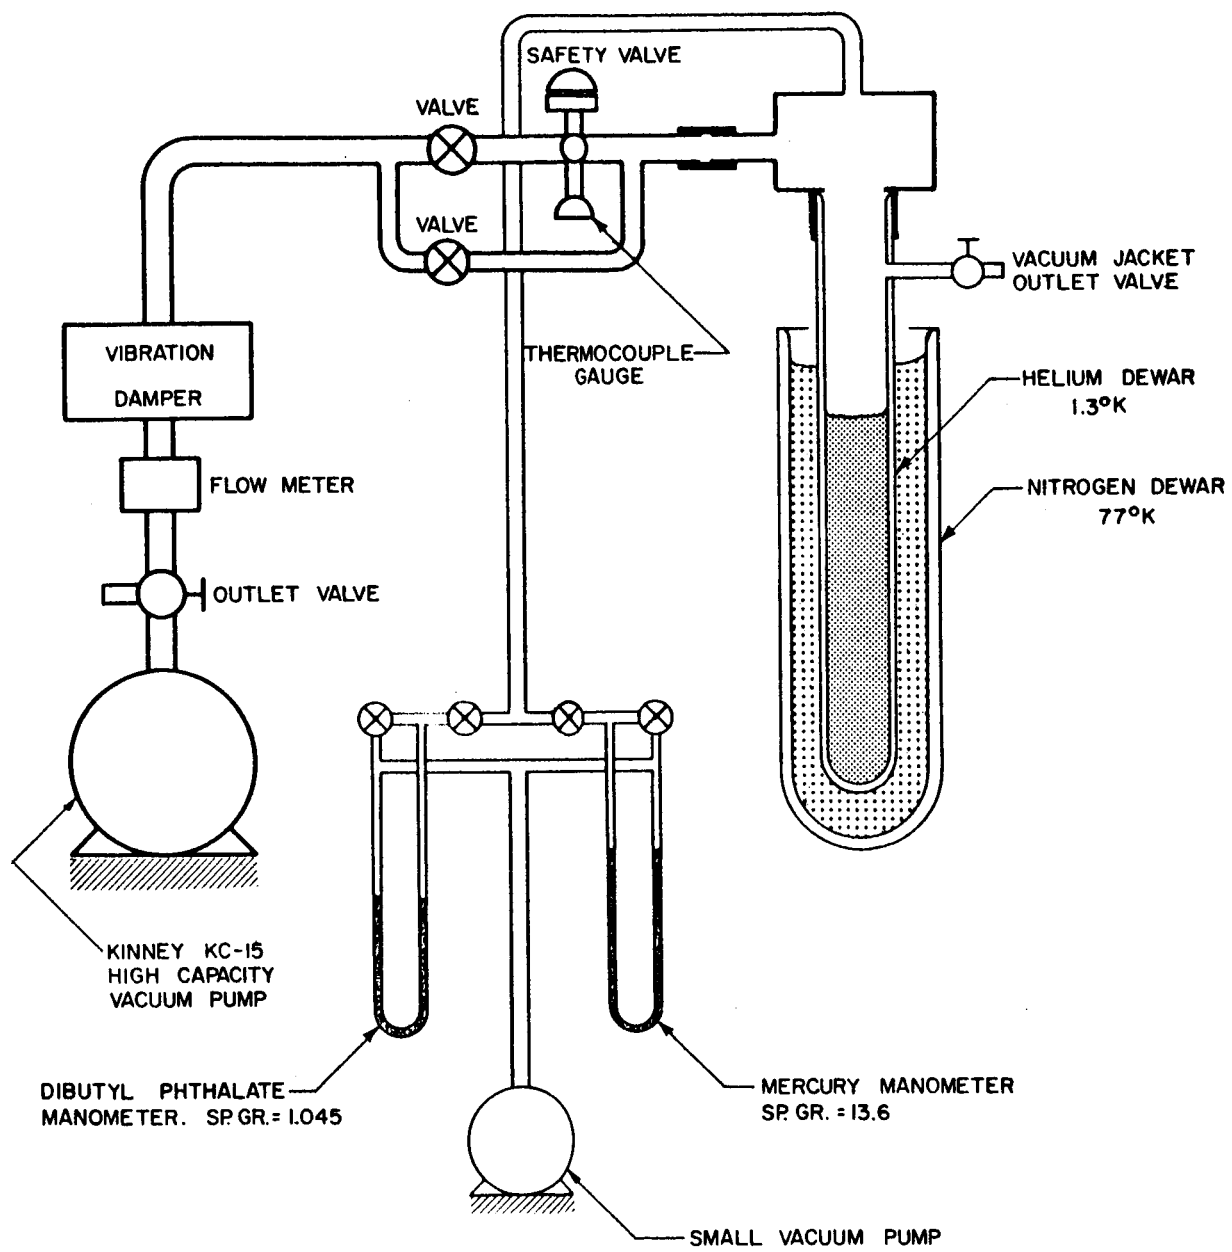 SAFETY VALVE
VALVE
VALVE
VACUUM JACKET
OUTLET VALVE
VIBRATION
DAMPER
THERMOCOUPLE
GAUGE
HELIUM DEWAR
1.3°K
FLOW METER
NITROGEN DEWAR
77°K
OUTLET VALVE
KINNEY KC-15
HIGH CAPACITY
VACUUM PUMP
DIBUTYL PHTHALATE
MANOMETER. SP. GR. = 1.045
MERCURY MANOMETER
SP. GR. = 13.6
SMALL VACUUM PUMP